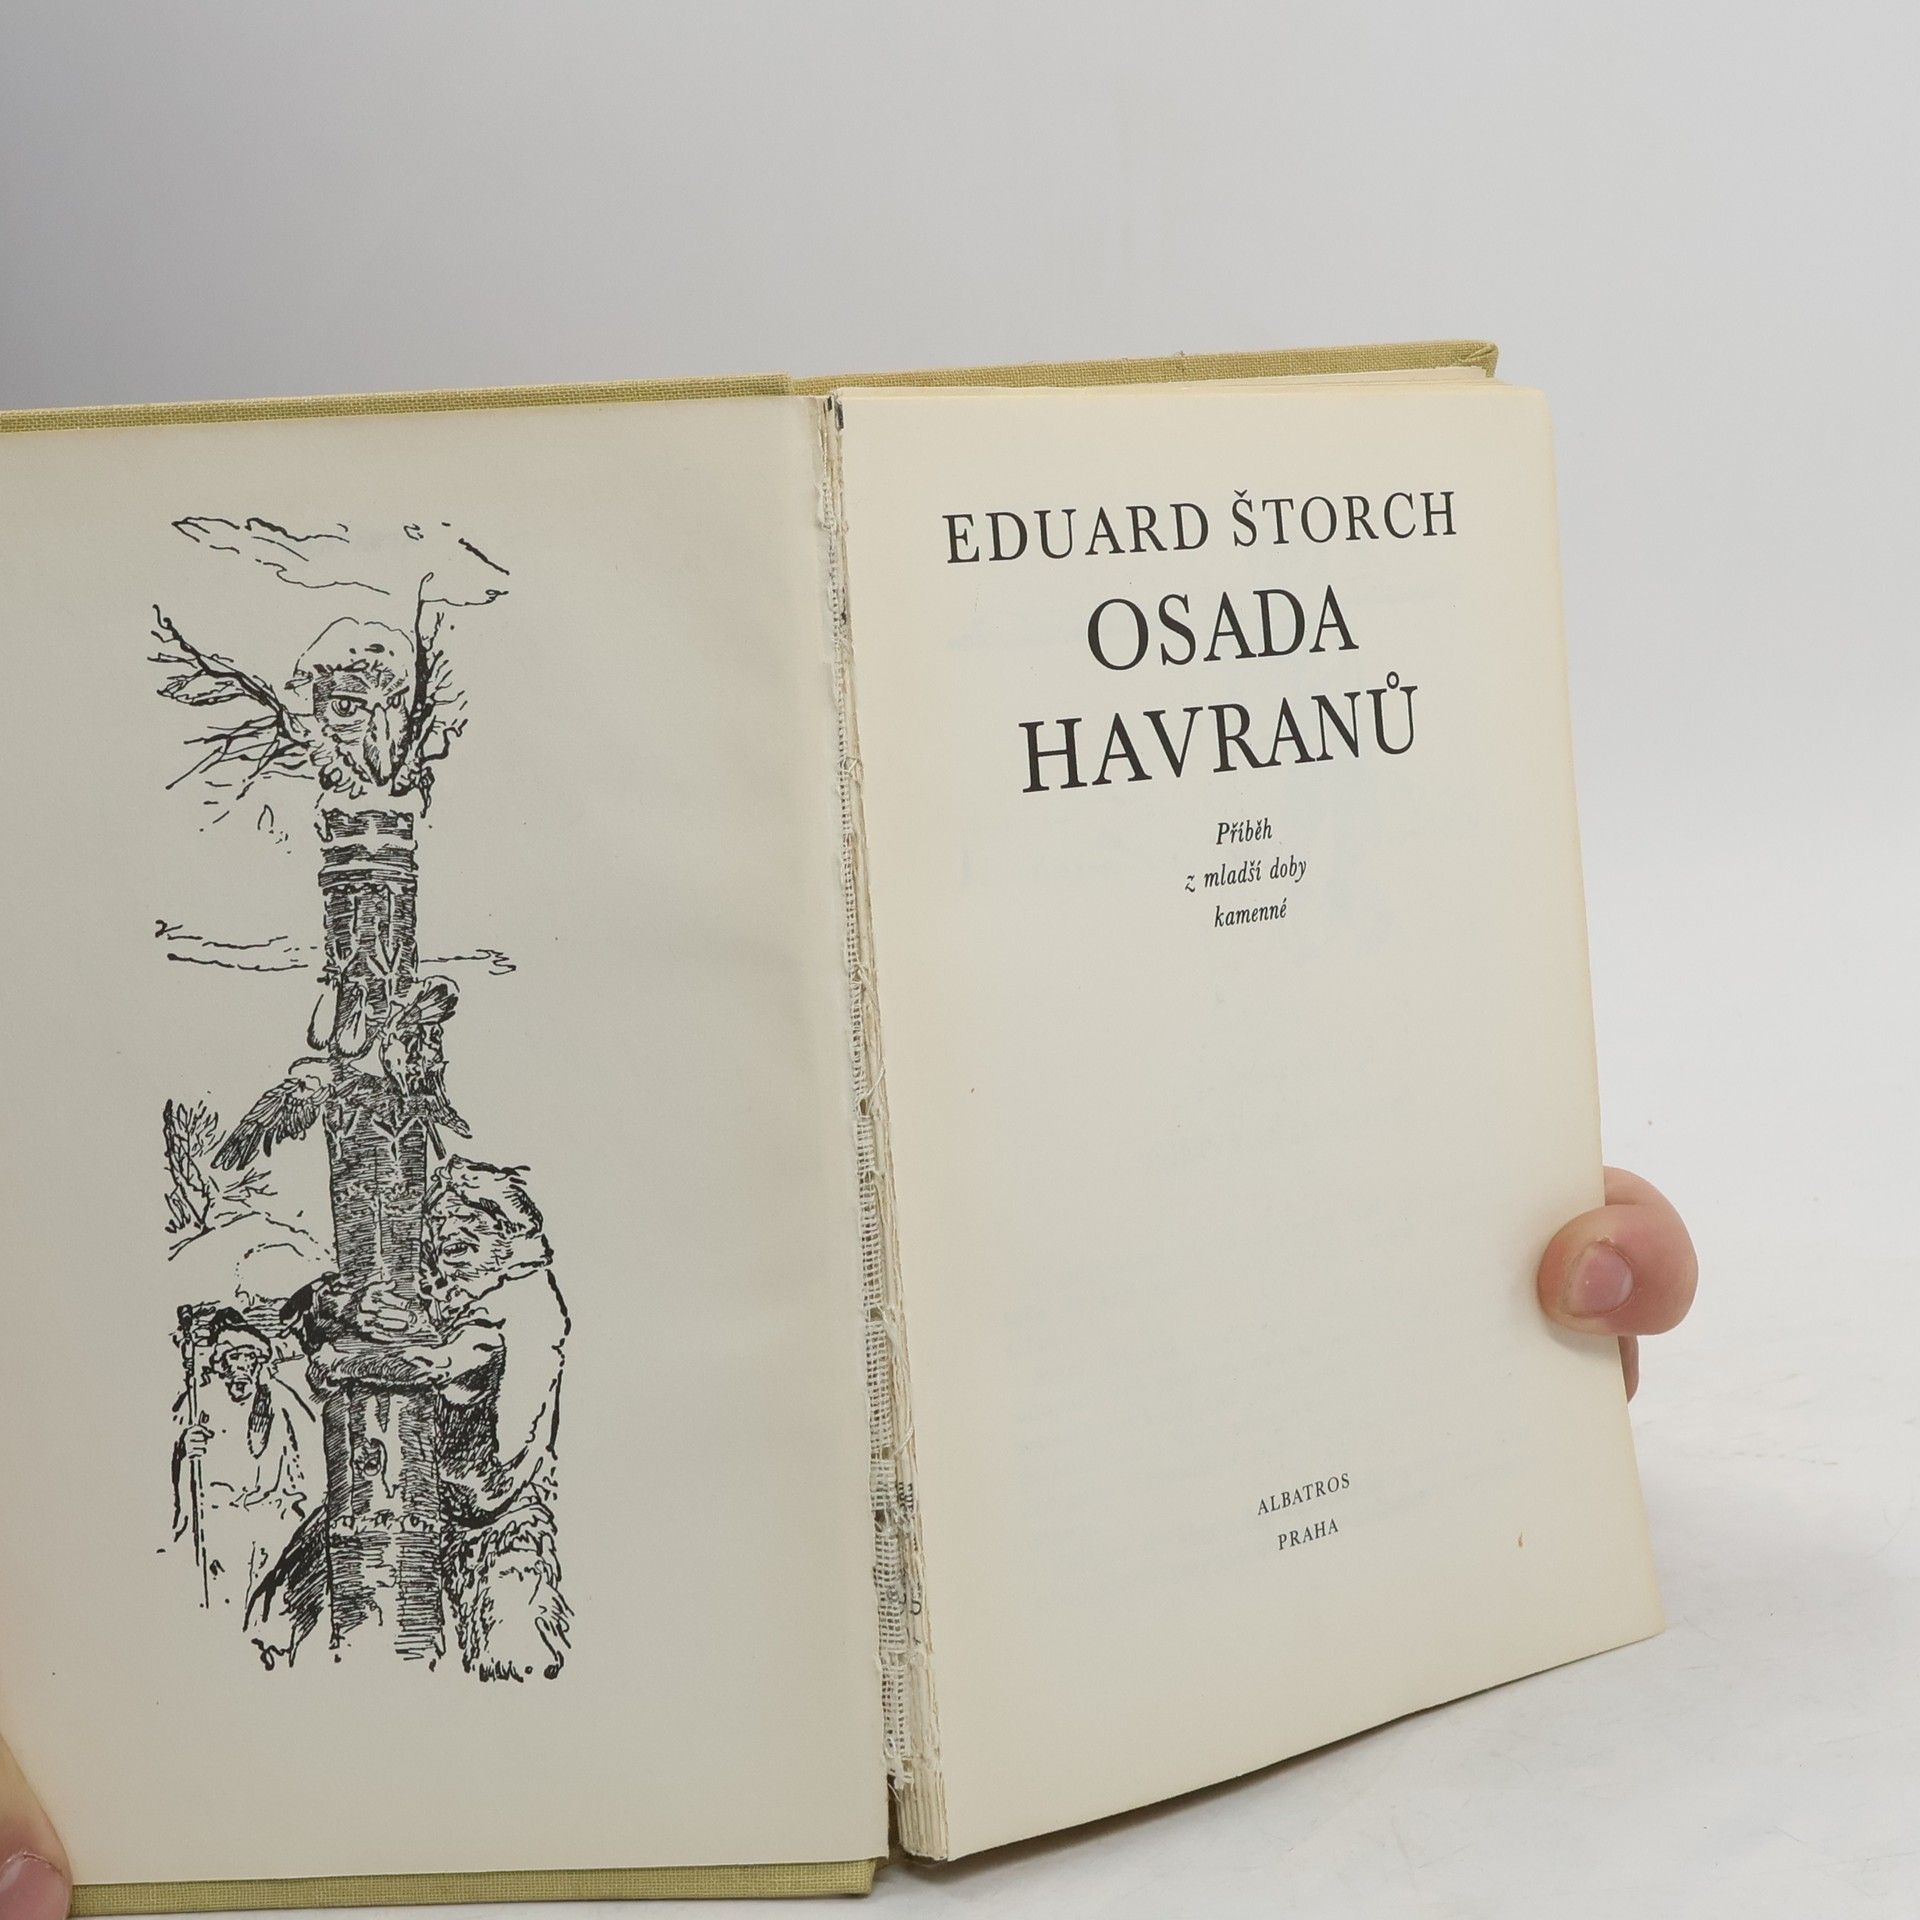 EDUARD ŠTORCH
OSADA
HAVRANŮ
Příběh
z mladší doby
kamenné
ALBATROS
PRAHA